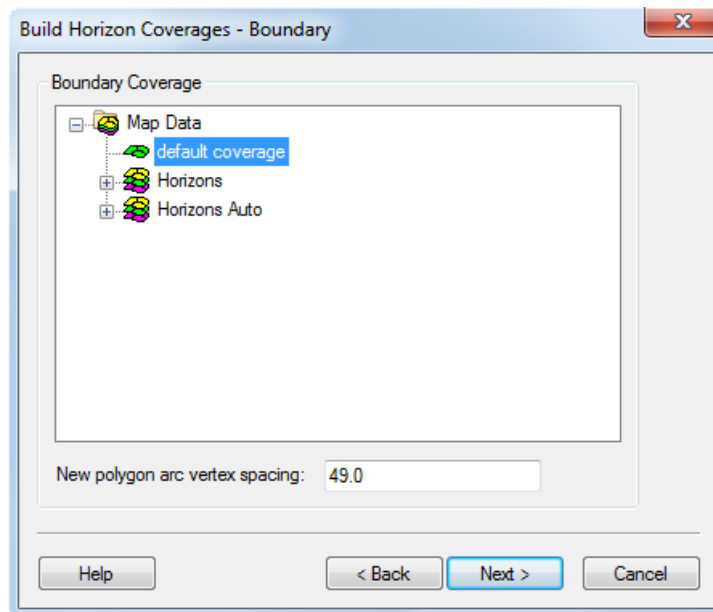 Build Horizon Coverages - Boundary
Boundary Coverage
Map Data
default coverage
Horizons
Horizons Auto
New polygon arc vertex spacing: 49.0
Help < Back Next > Cancel